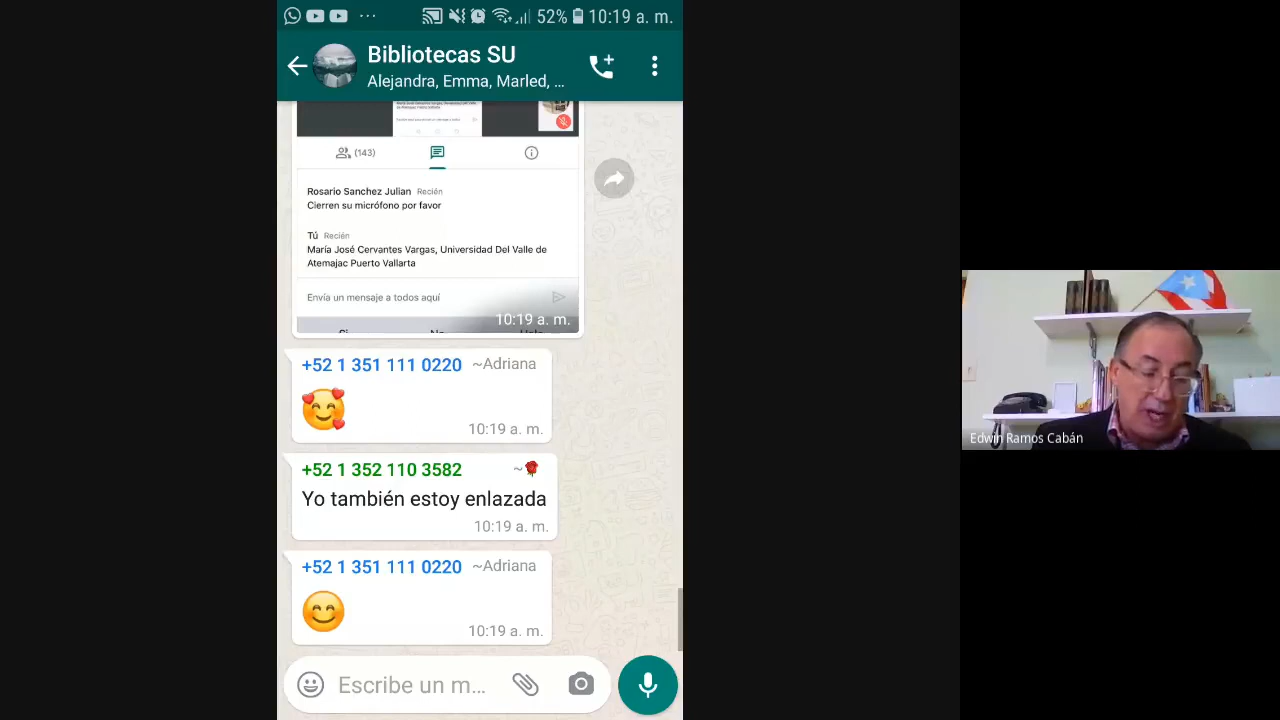 52% 10:19 a. m.
Bibliotecas SU
Alejandra, Emma, Marled, ...
(143)
Rosario Sanchez Julian Recién
Cierren su micrófono por favor
Tú Recién
María José Cervantes Vargas, Universidad Del Valle de
Atemajac Puerto Vallarta
Envía un mensaje a todos aquí
10:19 a. m.
+52 1 351 111 0220 ~Adriana
🥰
10:19 a. m.
+52 1 352 110 3582 ~🌹
Yo también estoy enlazada
10:19 a. m.
+52 1 351 111 0220 ~Adriana
😊
10:19 a. m.
Escribe un m...
Edwin Ramos Cabán